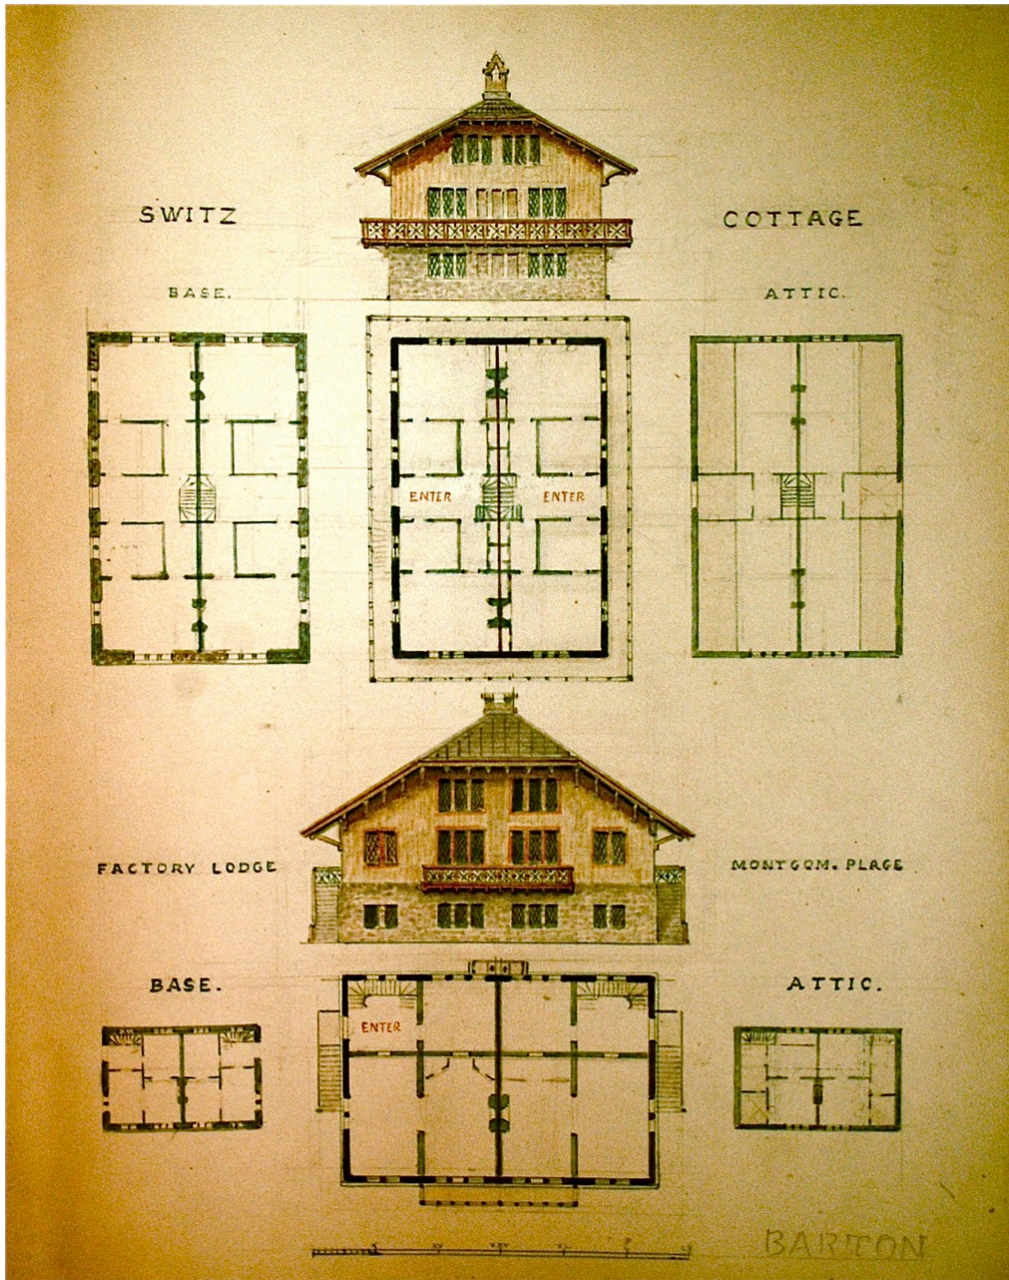 SWITZ COTTAGE
BASE. ATTIC.
ENTER ENTER
FACTORY LODGE MONTGOM. PLACE
BASE. ATTIC.
ENTER
BARTON